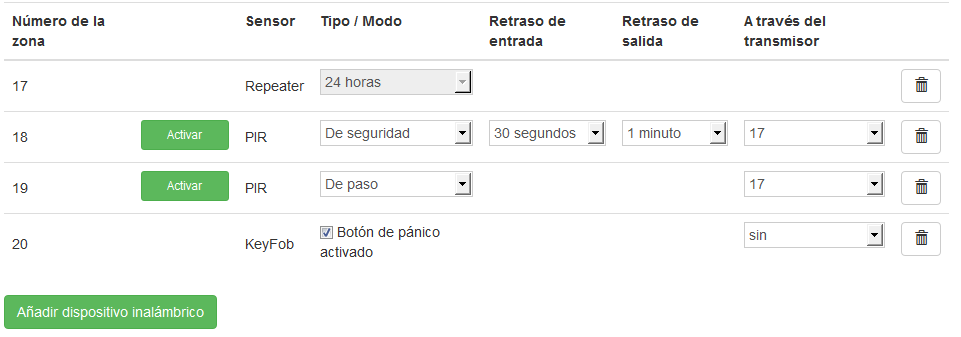 Número de la zona Sensor Tipo / Modo Retraso de entrada Retraso de salida A través del transmisor
17 Repeater 24 horas
18 Activar PIR De seguridad 30 segundos 1 minuto 17
19 Activar PIR De paso 17
20 KeyFob Botón de pánico activado sin
Añadir dispositivo inalámbrico